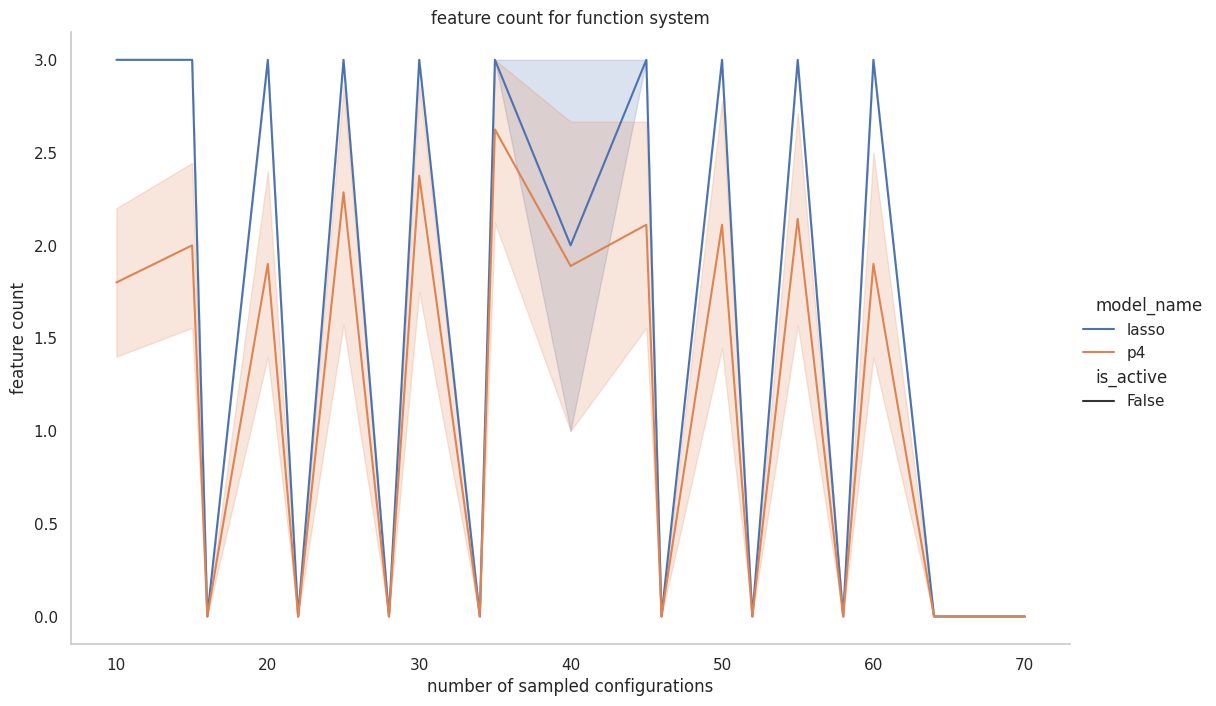 feature count for function system
feature count
3.0
2.5
2.0
1.5
1.0
0.5
0.0
10
20
30
40
50
60
70
number of sampled configurations
model_name
lasso
p4
is_active
False